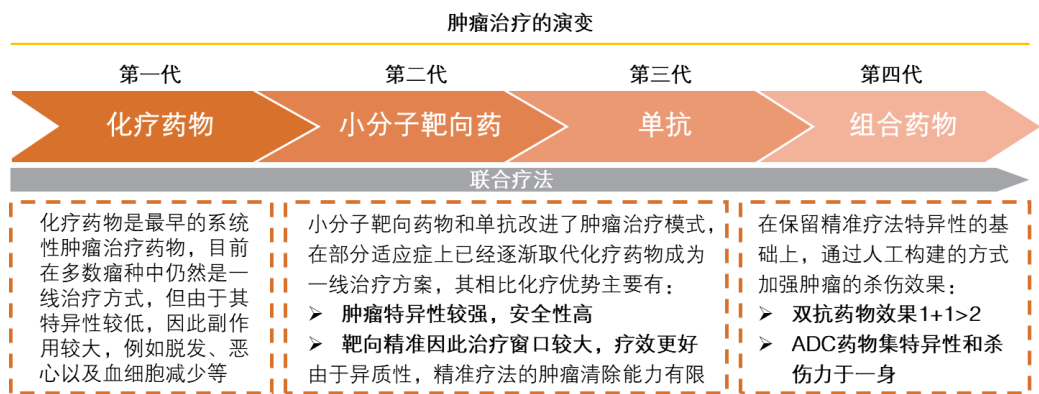 肿瘤治疗的演变
第一代
第二代
第三代
第四代
化疗药物
小分子靶向药
单抗
组合药物
联合疗法
化疗药物是最早的系统
性肿瘤治疗药物，目前
在多数瘤种中仍然是一
线治疗方式，但由于其
特异性较低，因此副作
用较大，例如脱发、恶
心以及血细胞减少等
小分子靶向药物和单抗改进了肿瘤治疗模式，
在部分适应症上已经逐渐取代化疗药物成为
一线治疗方案，其相比化疗优势主要有：
➢ 肿瘤特异性较强，安全性高
➢ 靶向精准因此治疗窗口较大，疗效更好
由于异质性，精准疗法的肿瘤清除能力有限
在保留精准疗法特异性的基
础上，通过人工构建的方式
加强肿瘤的杀伤效果：
➢ 双抗药物效果1+1>2
➢ ADC药物集特异性和杀
伤力于一身